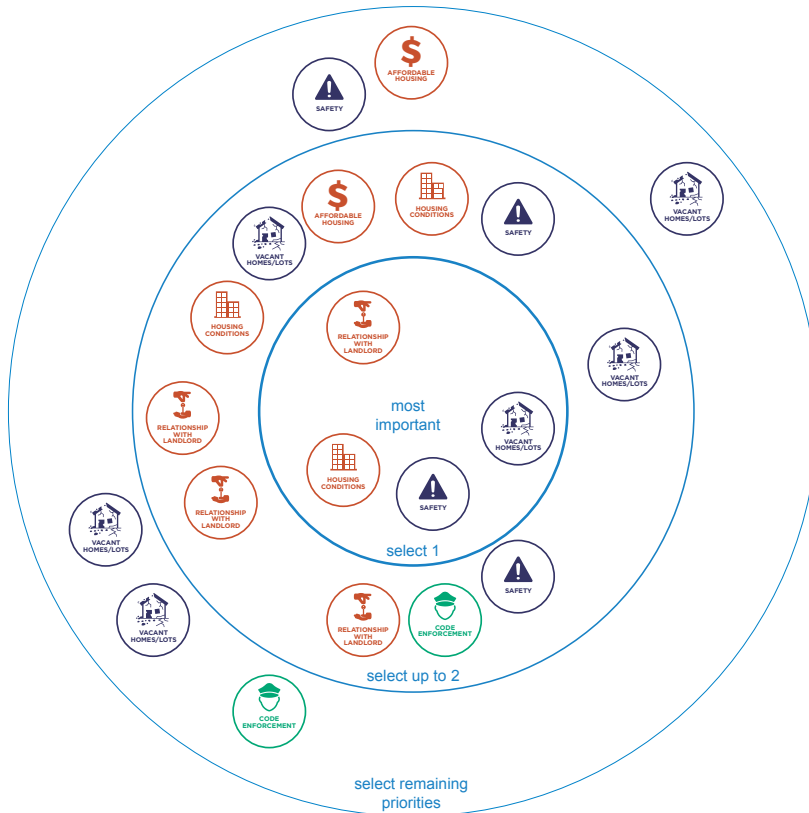 $
AFFORDABLE
HOUSING
SAFETY
$
AFFORDABLE
HOUSING
HOUSING
CONDITIONS
SAFETY
VACANT
HOMES/LOTS
VACANT
HOMES/LOTS
HOUSING
CONDITIONS
RELATIONSHIP
WITH
LANDLORD
VACANT
HOMES/LOTS
RELATIONSHIP
WITH
LANDLORD
most
important
VACANT
HOMES/LOTS
HOUSING
CONDITIONS
SAFETY
RELATIONSHIP
WITH
LANDLORD
VACANT
HOMES/LOTS
select 1
SAFETY
VACANT
HOMES/LOTS
RELATIONSHIP
WITH
LANDLORD
CODE
ENFORCEMENT
select up to 2
CODE
ENFORCEMENT
select remaining
priorities